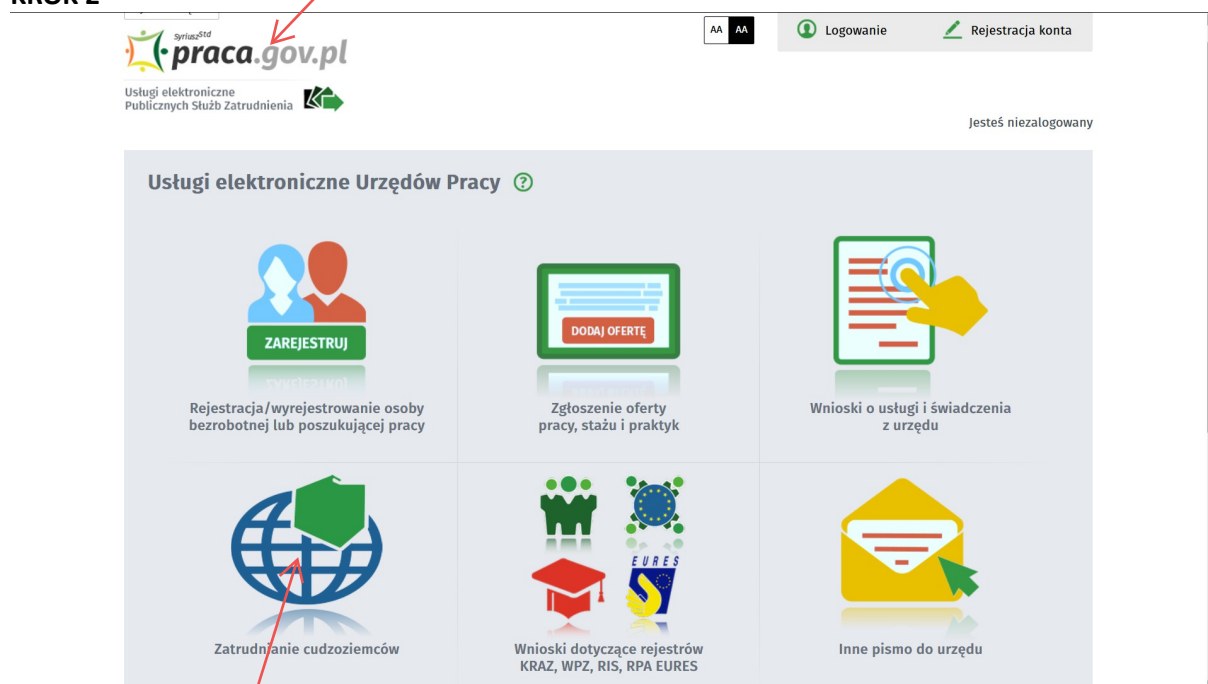 KROK 2
AA AA
Logowanie
Rejestracja konta
Syriusz Std
praca.gov.pl
Usługi elektroniczne
Publicznych Służb Zatrudnienia
Jesteś niezalogowany
Usługi elektroniczne Urzędów Pracy ?
ZAREJESTRUJ
DODAJ OFERTĘ
Rejestracja/wyrejestrowanie osoby
bezrobotnej lub poszukującej pracy
Zgłoszenie oferty
pracy, stażu i praktyk
Wnioski o usługi i świadczenia
z urzędu
EURES
Zatrudnianie cudzoziemców
Wnioski dotyczące rejestrów
KRAZ, WPZ, RIS, RPA EURES
Inne pismo do urzędu